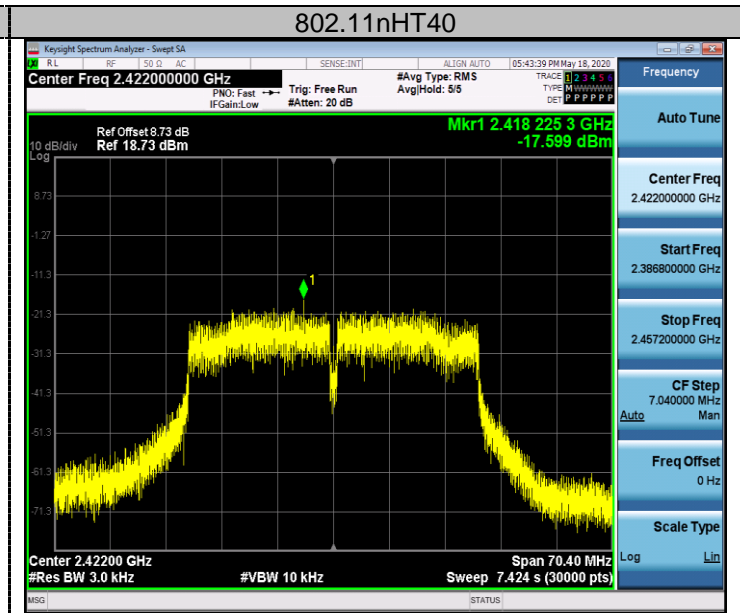 802.11nHT40
Keysight Spectrum Analyzer - Swept SA
LXI RL RF 50 Ω AC SENSE:INT ALIGN AUTO 05:43:39 PM May 18, 2020
Center Freq 2.422000000 GHz
PNO: Fast
IFGain:Low
Trig: Free Run
#Atten: 20 dB
#Avg Type: RMS
Avg|Hold: 5/5
TRACE 1 2 3 4 5 6
TYPE M W W W W W
DET P P P P P P
Frequency
Ref Offset 8.73 dB
Ref 18.73 dBm
10 dB/div
Log
Mkr1 2.418 225 3 GHz
-17.599 dBm
8.73
-1.27
-11.3
-21.3
-31.3
-41.3
-51.3
-61.3
-71.3
1
Center 2.42200 GHz
#Res BW 3.0 kHz
#VBW 10 kHz
Span 70.40 MHz
Sweep 7.424 s (30000 pts)
Auto Tune
Center Freq
2.422000000 GHz
Start Freq
2.386800000 GHz
Stop Freq
2.457200000 GHz
CF Step
7.040000 MHz
Auto Man
Freq Offset
0 Hz
Scale Type
Log Lin
MSG STATUS